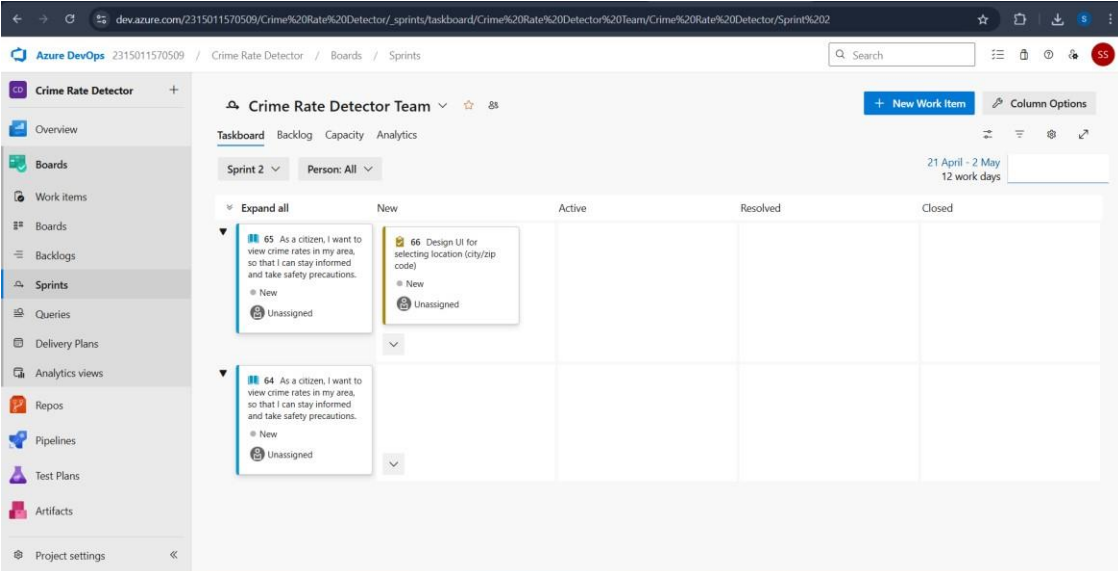 dev.azure.com/2315011570509/Crime%20Rate%20Detector/_sprints/taskboard/Crime%20Rate%20Detector%20Team/Crime%20Rate%20Detector/Sprint%202
S
Azure DevOps 2315011570509 / Crime Rate Detector / Boards / Sprints
Search
SS
CD Crime Rate Detector +
Overview
Boards
Work items
Boards
Backlogs
Sprints
Queries
Delivery Plans
Analytics views
Repos
Pipelines
Test Plans
Artifacts
Project settings
Crime Rate Detector Team
+ New Work Item
Column Options
Taskboard Backlog Capacity Analytics
Sprint 2
Person: All
21 April - 2 May
12 work days
Expand all New Active Resolved Closed
65 As a citizen, I want to
view crime rates in my area,
so that I can stay informed
and take safety precautions.
New
Unassigned
66 Design UI for
selecting location (city/zip
code)
New
Unassigned
64 As a citizen, I want to
view crime rates in my area,
so that I can stay informed
and take safety precautions.
New
Unassigned